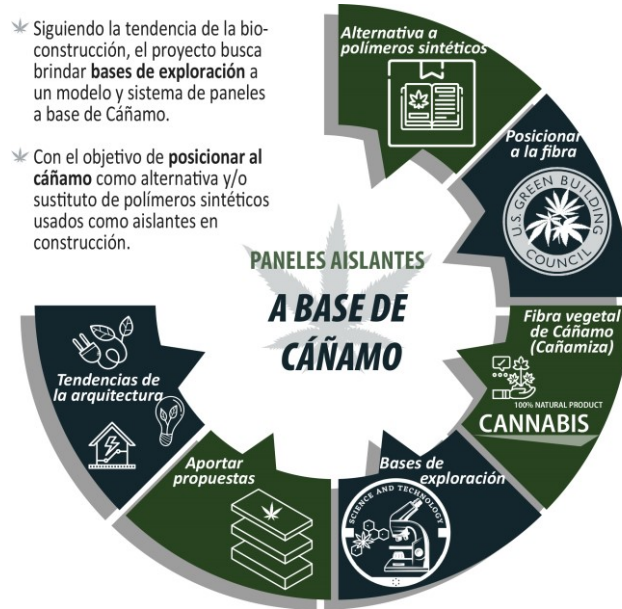 Siguiendo la tendencia de la bio-
construcción, el proyecto busca
brindar bases de exploración a
un modelo y sistema de paneles
a base de Cáñamo.
Con el objetivo de posicionar al
cáñamo como alternativa y/o
sustituto de polímeros sintéticos
usados como aislantes en
construcción.
PANELES AISLANTES
A BASE DE
CÁÑAMO
Alternativa a
polímeros sintéticos
Posicionar
a la fibra
U.S. GREEN BUILDING
COUNCIL
Fibra vegetal
de Cáñamo
(Cañamiza)
100% NATURAL PRODUCT
CANNABIS
Bases de
exploración
SCIENCE AND TECHNOLOGY
Aportar
propuestas
Tendencias de
la arquitectura